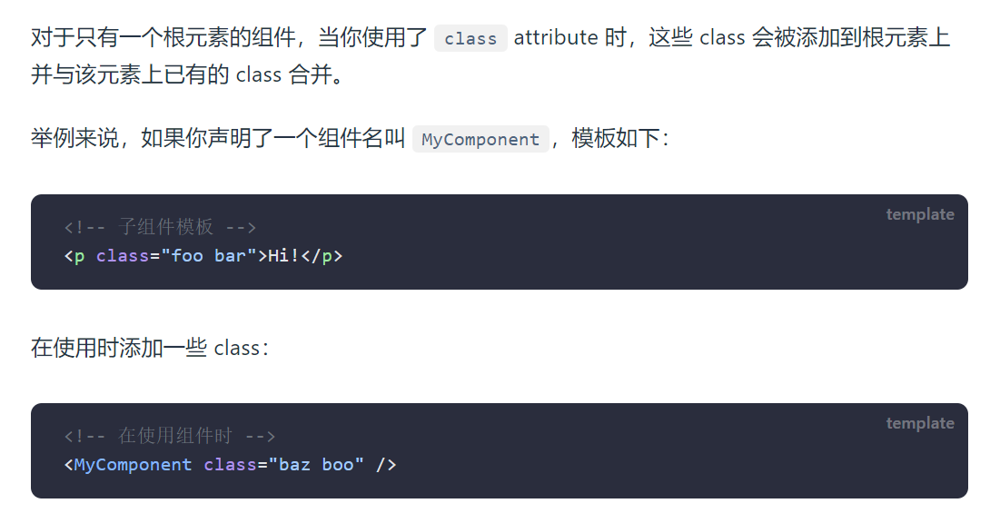 对于只有一个根元素的组件，当你使用了 class attribute 时，这些 class 会被添加到根元素上
并与该元素上已有的 class 合并。
举例来说，如果你声明了一个组件名叫 MyComponent，模板如下：
template
<!-- 子组件模板 -->
<p class="foo bar">Hi!</p>
在使用时添加一些 class：
template
<!-- 在使用组件时 -->
<MyComponent class="baz boo" />